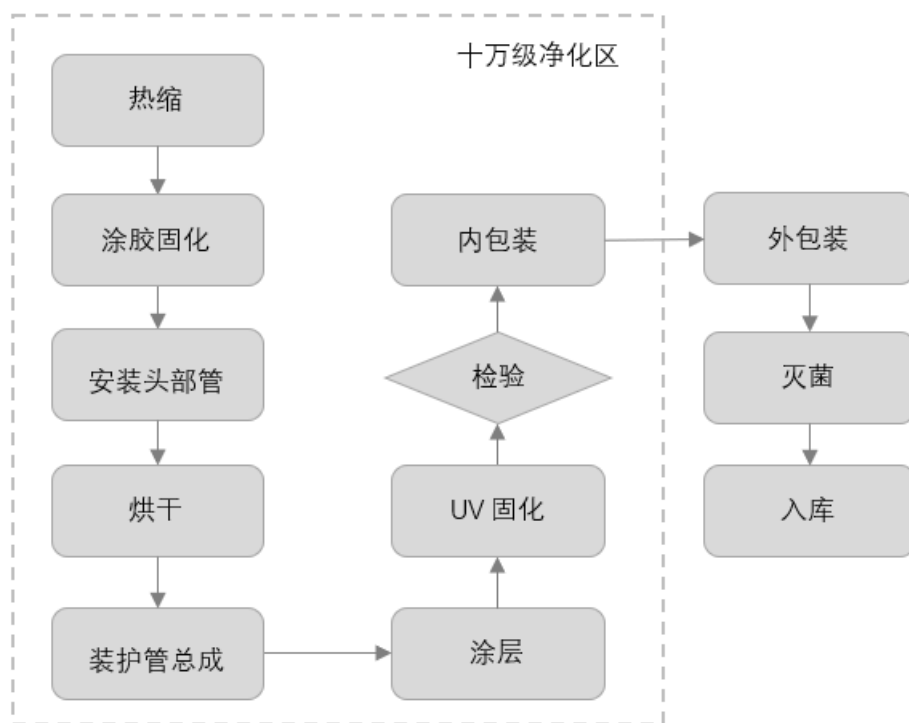 十万级净化区
热缩
涂胶固化
安装头部管
烘干
装护管总成
涂层
UV 固化
检验
内包装
外包装
灭菌
入库